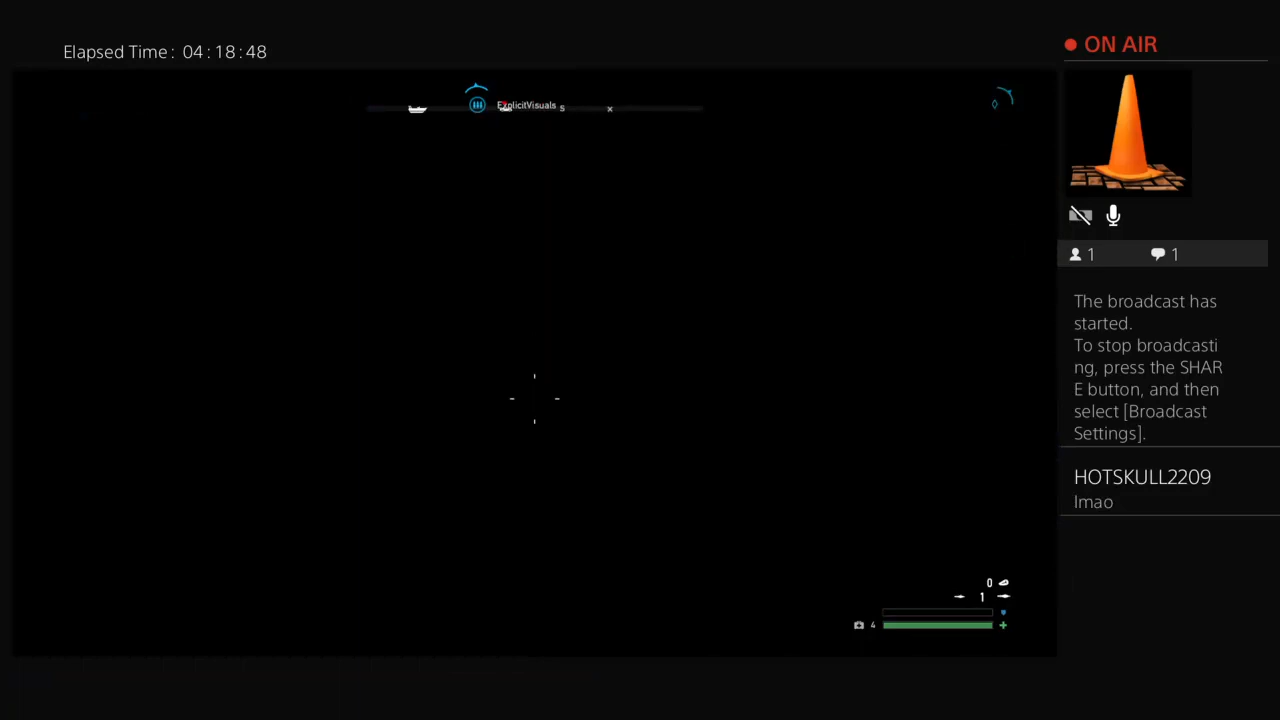 Elapsed Time: 04:18:48
ON AIR
ExplicitVisuals
S
1
1
The broadcast has
started.
To stop broadcasti
ng, press the SHAR
E button, and then
select [Broadcast
Settings].
HOTSKULL2209
lmao
0
1
4